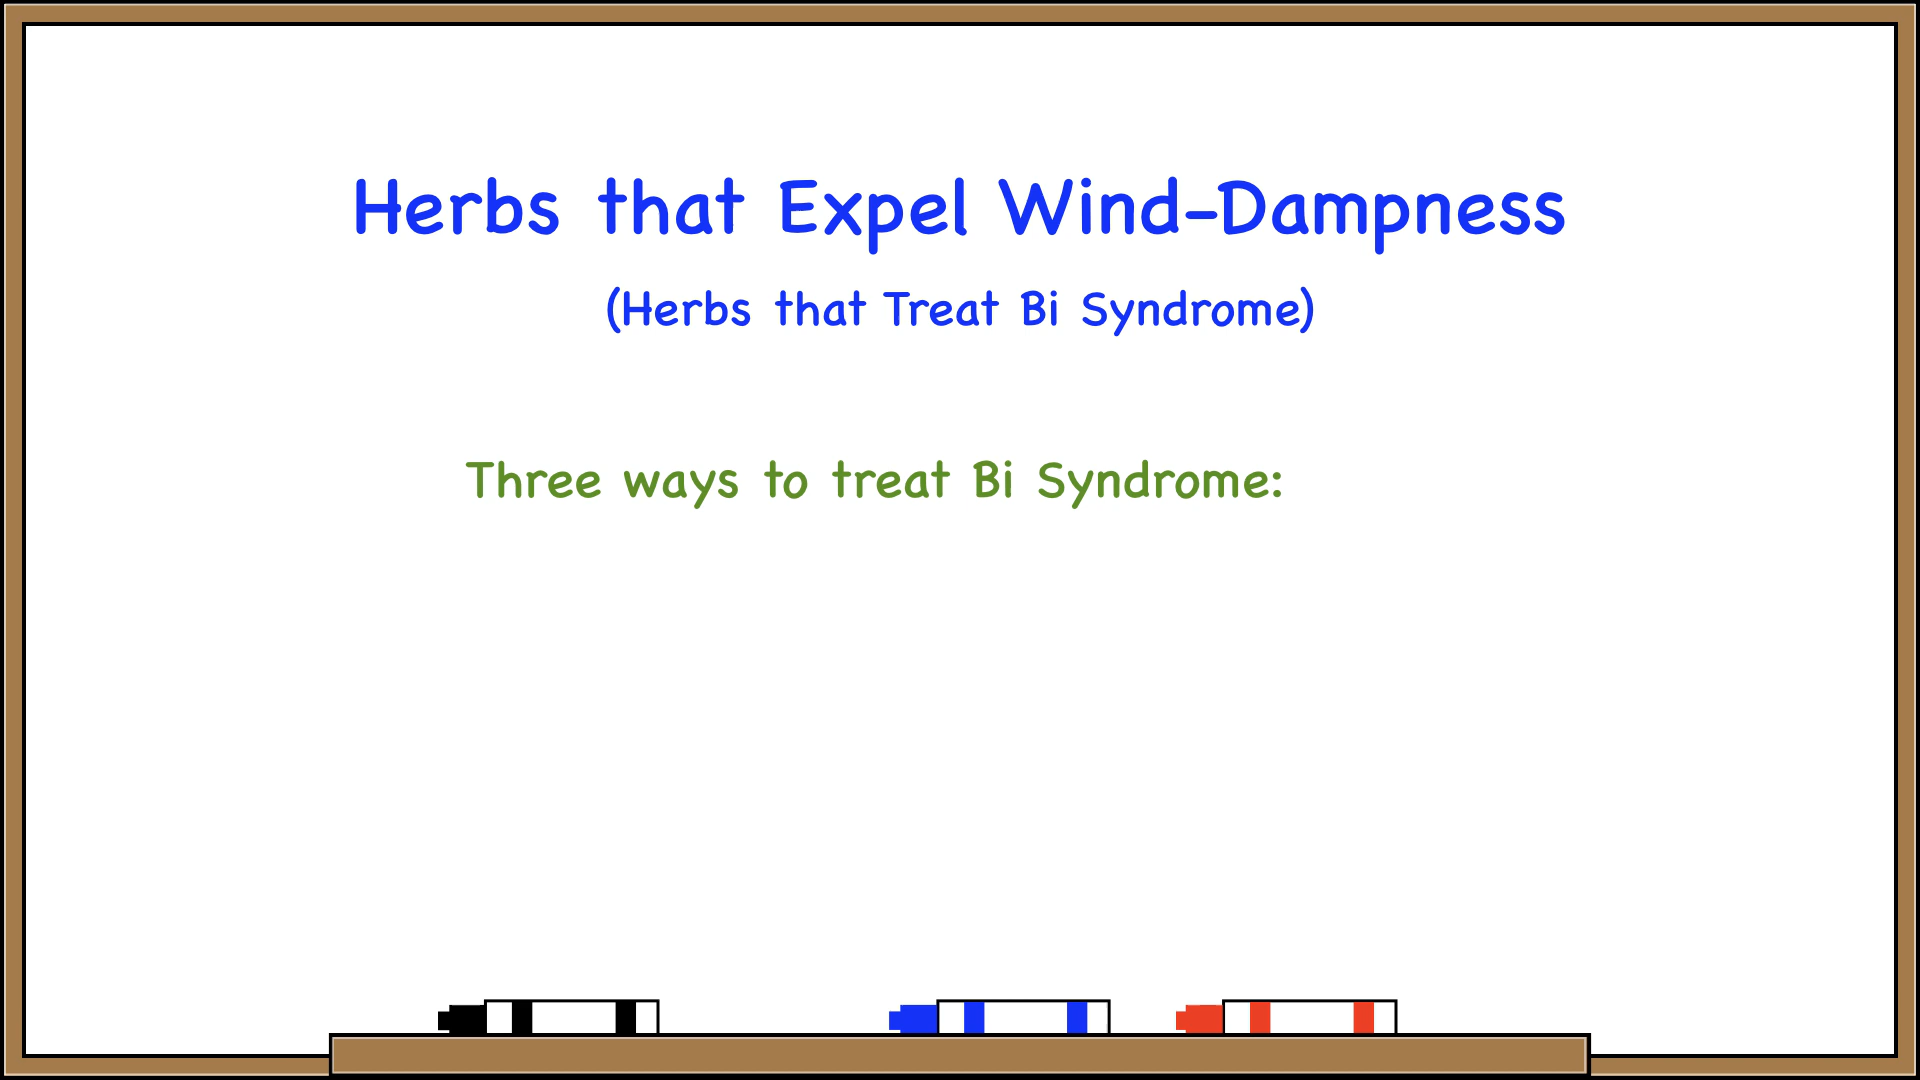 Herbs that Expel Wind-Dampness
(Herbs that Treat Bi Syndrome)
Three ways to treat Bi Syndrome: